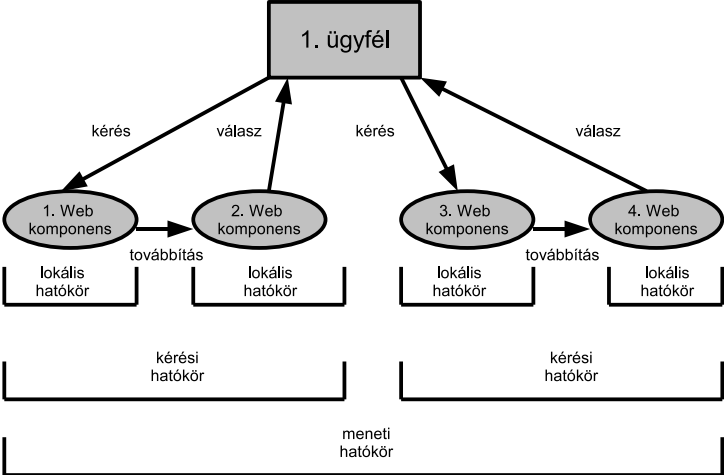 1. ügyfél
kérés
válasz
kérés
válasz
1. Web
komponens
2. Web
komponens
3. Web
komponens
4. Web
komponens
továbbítás
továbbítás
lokális
hatókör
lokális
hatókör
lokális
hatókör
lokális
hatókör
kérési
hatókör
kérési
hatókör
meneti
hatókör